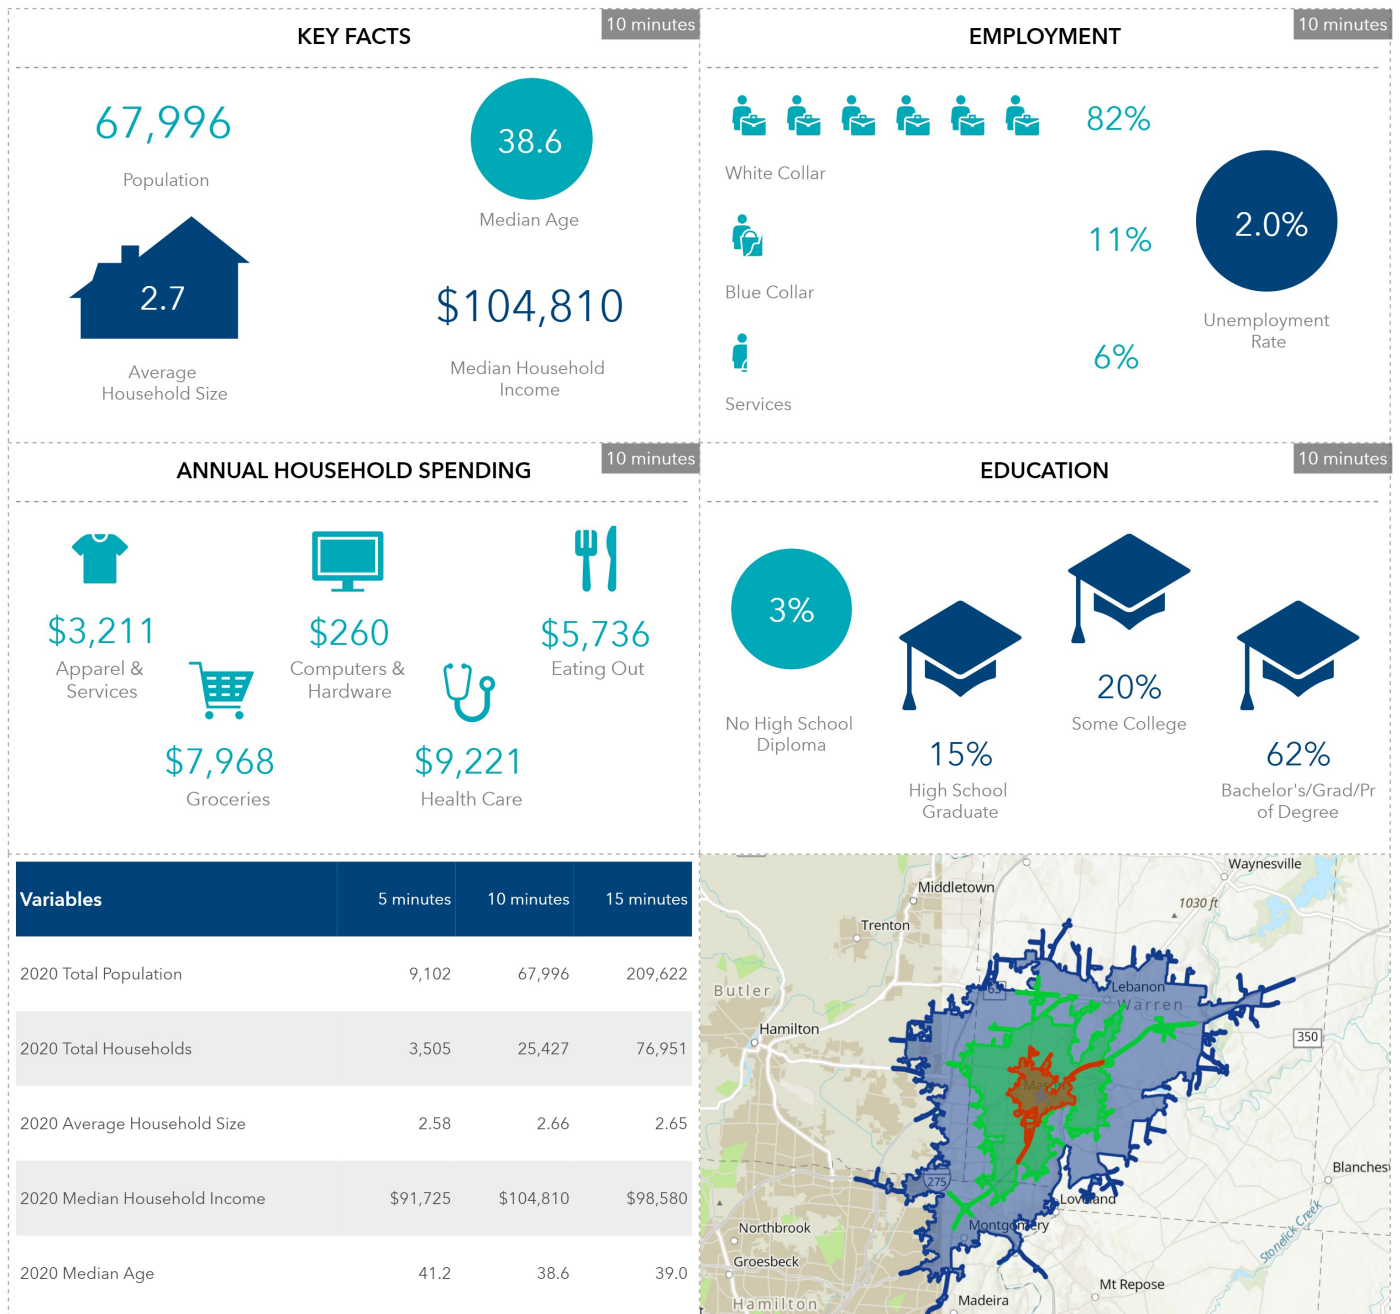 KEY FACTS
10 minutes
67,996
Population
38.6
Median Age
2.7
Average
Household Size
$104,810
Median Household
Income
EMPLOYMENT
10 minutes
82%
White Collar
11%
Blue Collar
6%
Services
2.0%
Unemployment
Rate
ANNUAL HOUSEHOLD SPENDING
10 minutes
$3,211
Apparel &
Services
$260
Computers &
Hardware
$5,736
Eating Out
$7,968
Groceries
$9,221
Health Care
EDUCATION
10 minutes
3%
No High School
Diploma
15%
High School
Graduate
20%
Some College
62%
Bachelor's/Grad/Pr
of Degree
Variables 5 minutes 10 minutes 15 minutes
2020 Total Population 9,102 67,996 209,622
2020 Total Households 3,505 25,427 76,951
2020 Average Household Size 2.58 2.66 2.65
2020 Median Household Income $91,725 $104,810 $98,580
2020 Median Age 41.2 38.6 39.0
Waynesville
Middletown
1030 ft
Trenton
Butler
63
Lebanon
Warren
Hamilton
350
Mason
275
Blanches
Loveland
Northbrook
Montgomery
Stonelick Creek
Groesbeck
Mt Repose
Hamilton
Madeira